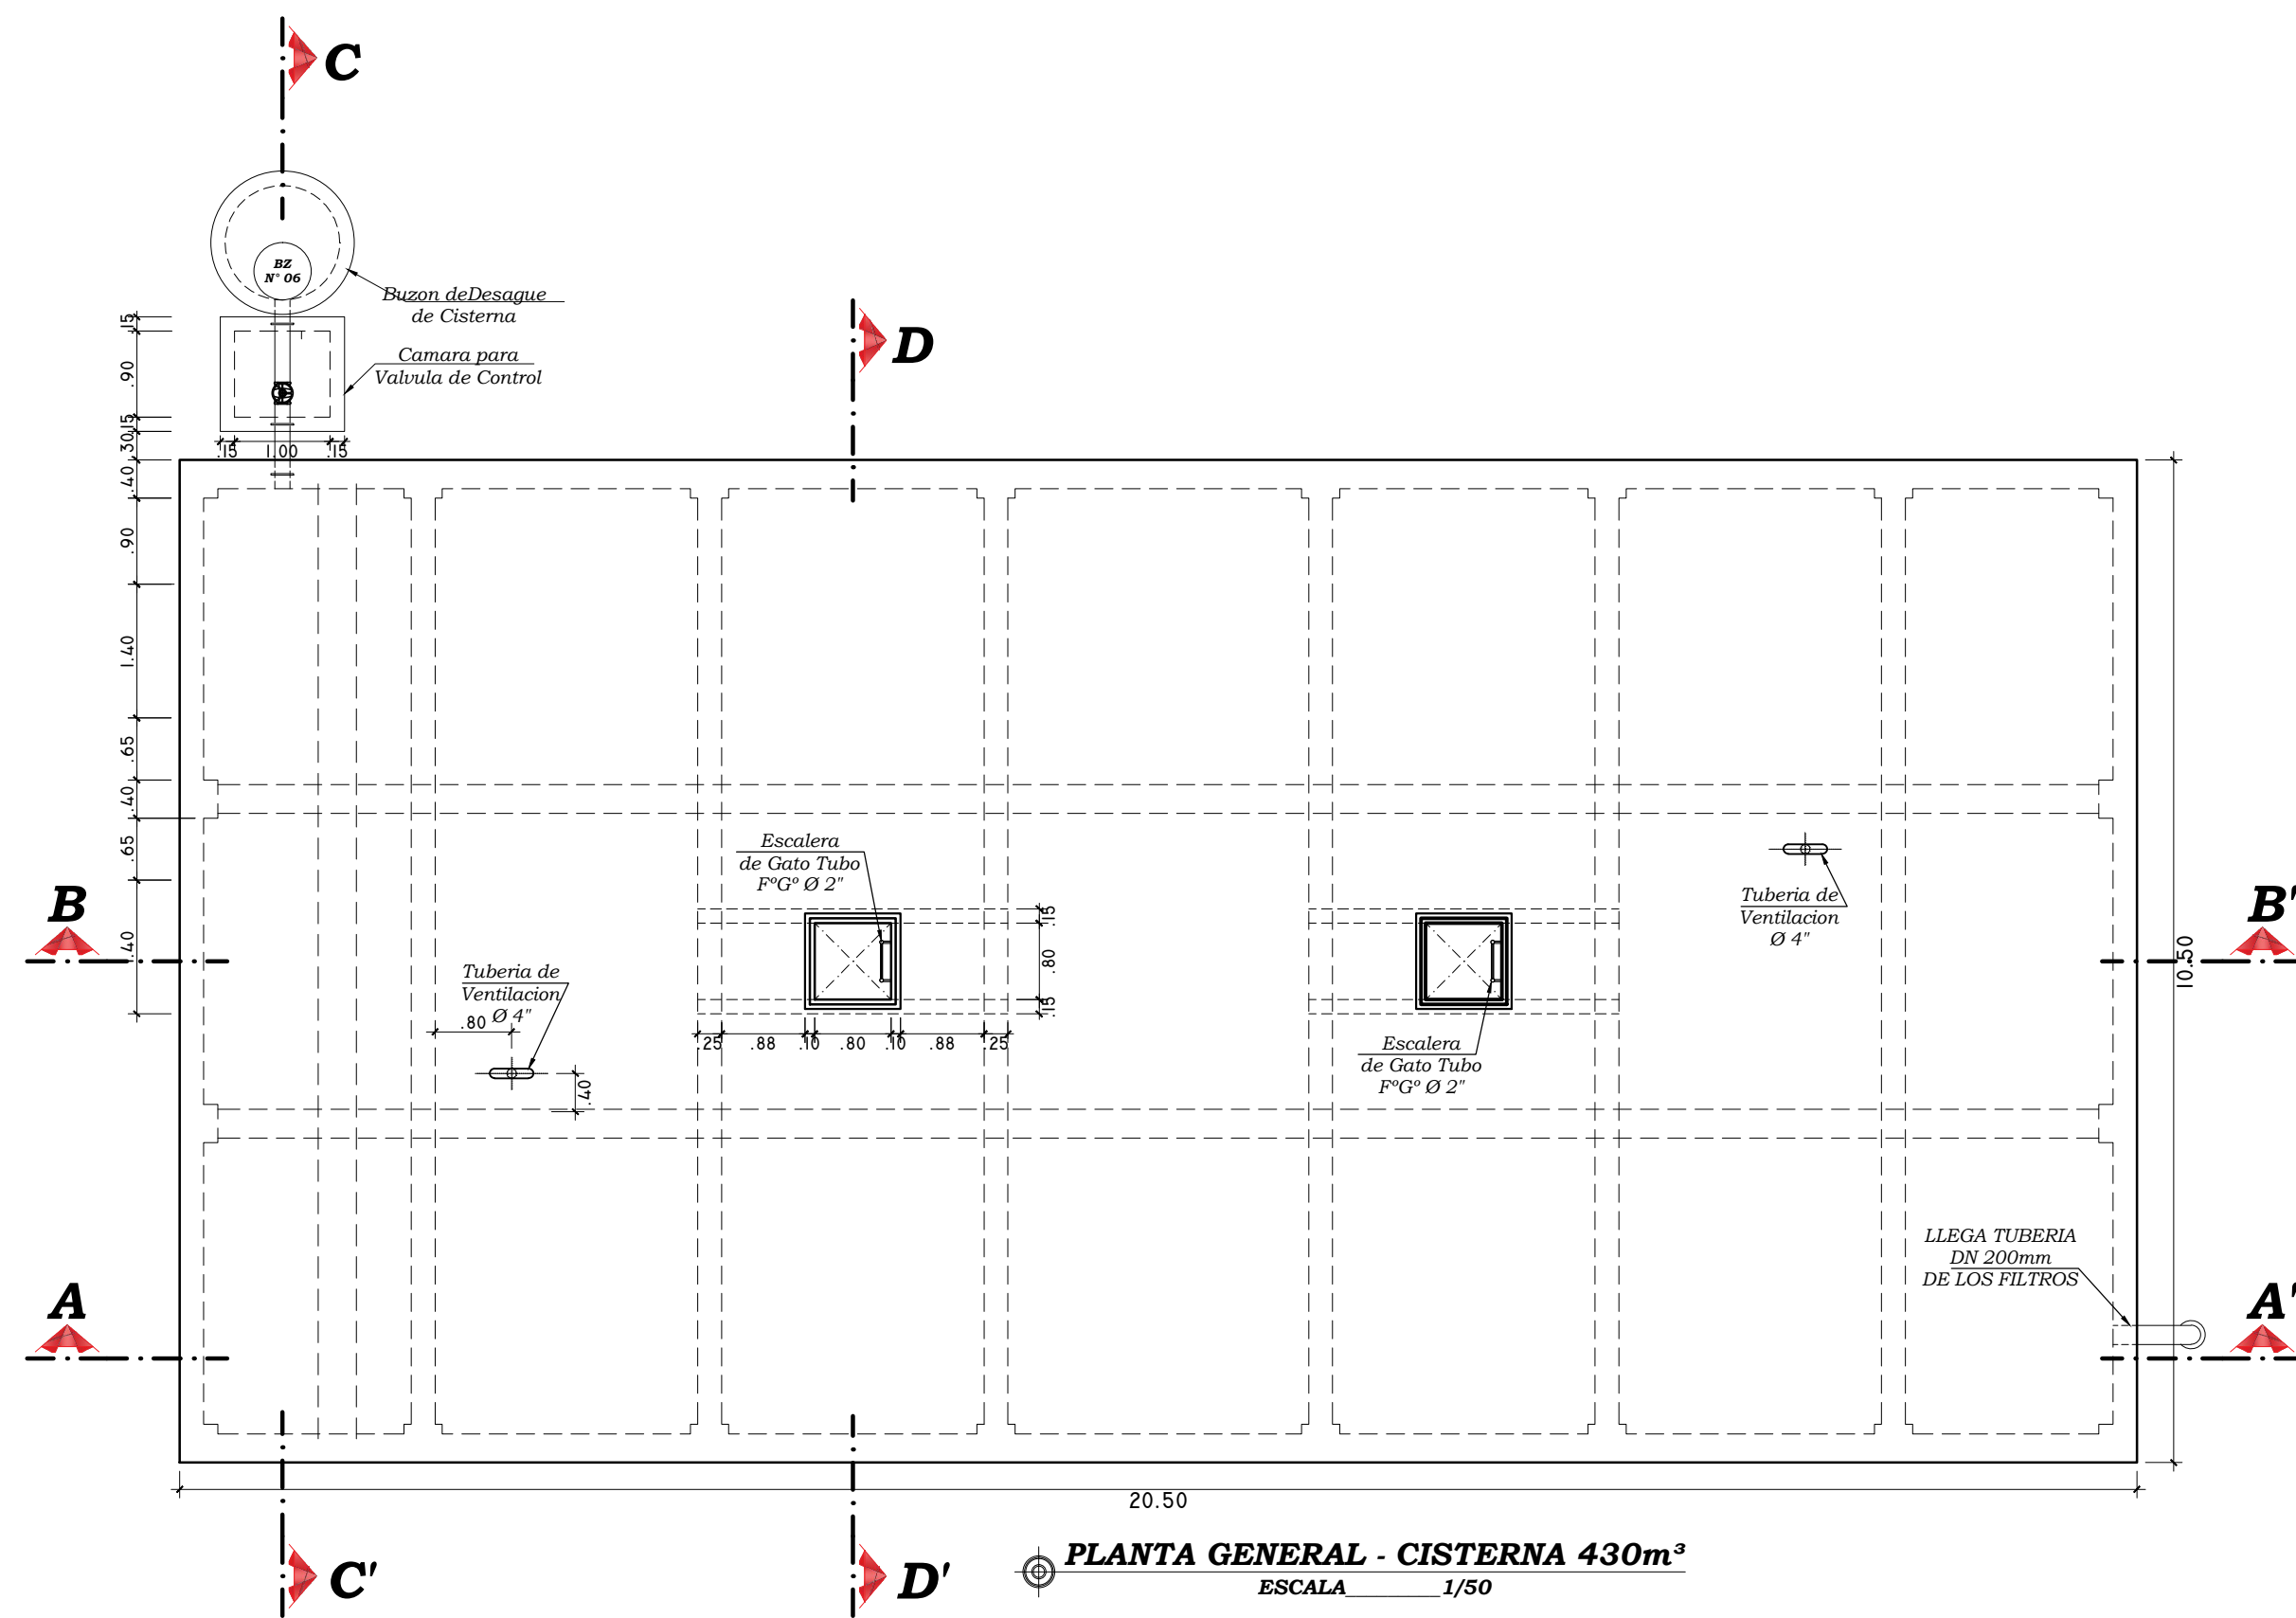 C
BZ
N° 06
Buzon deDesague
de Cisterna
Camara para
Valvula de Control
D
.15
.90
.15
.30
.15
1.00
.15
.40
.90
1.40
.65
.40
.65
Escalera
de Gato Tubo
FºGº Ø 2"
B
B'
Tuberia de
Ventilacion
Ø 4"
.15
.80
.15
10.50
Tuberia de
Ventilacion
Ø 4"
.80
.25
.88
.10
.80
.10
.88
.25
Escalera
de Gato Tubo
FºGº Ø 2"
.40
LLEGA TUBERIA
DN 200mm
DE LOS FILTROS
A
A'
20.50
PLANTA GENERAL - CISTERNA 430m³
ESCALA_________1/50
C'
D'